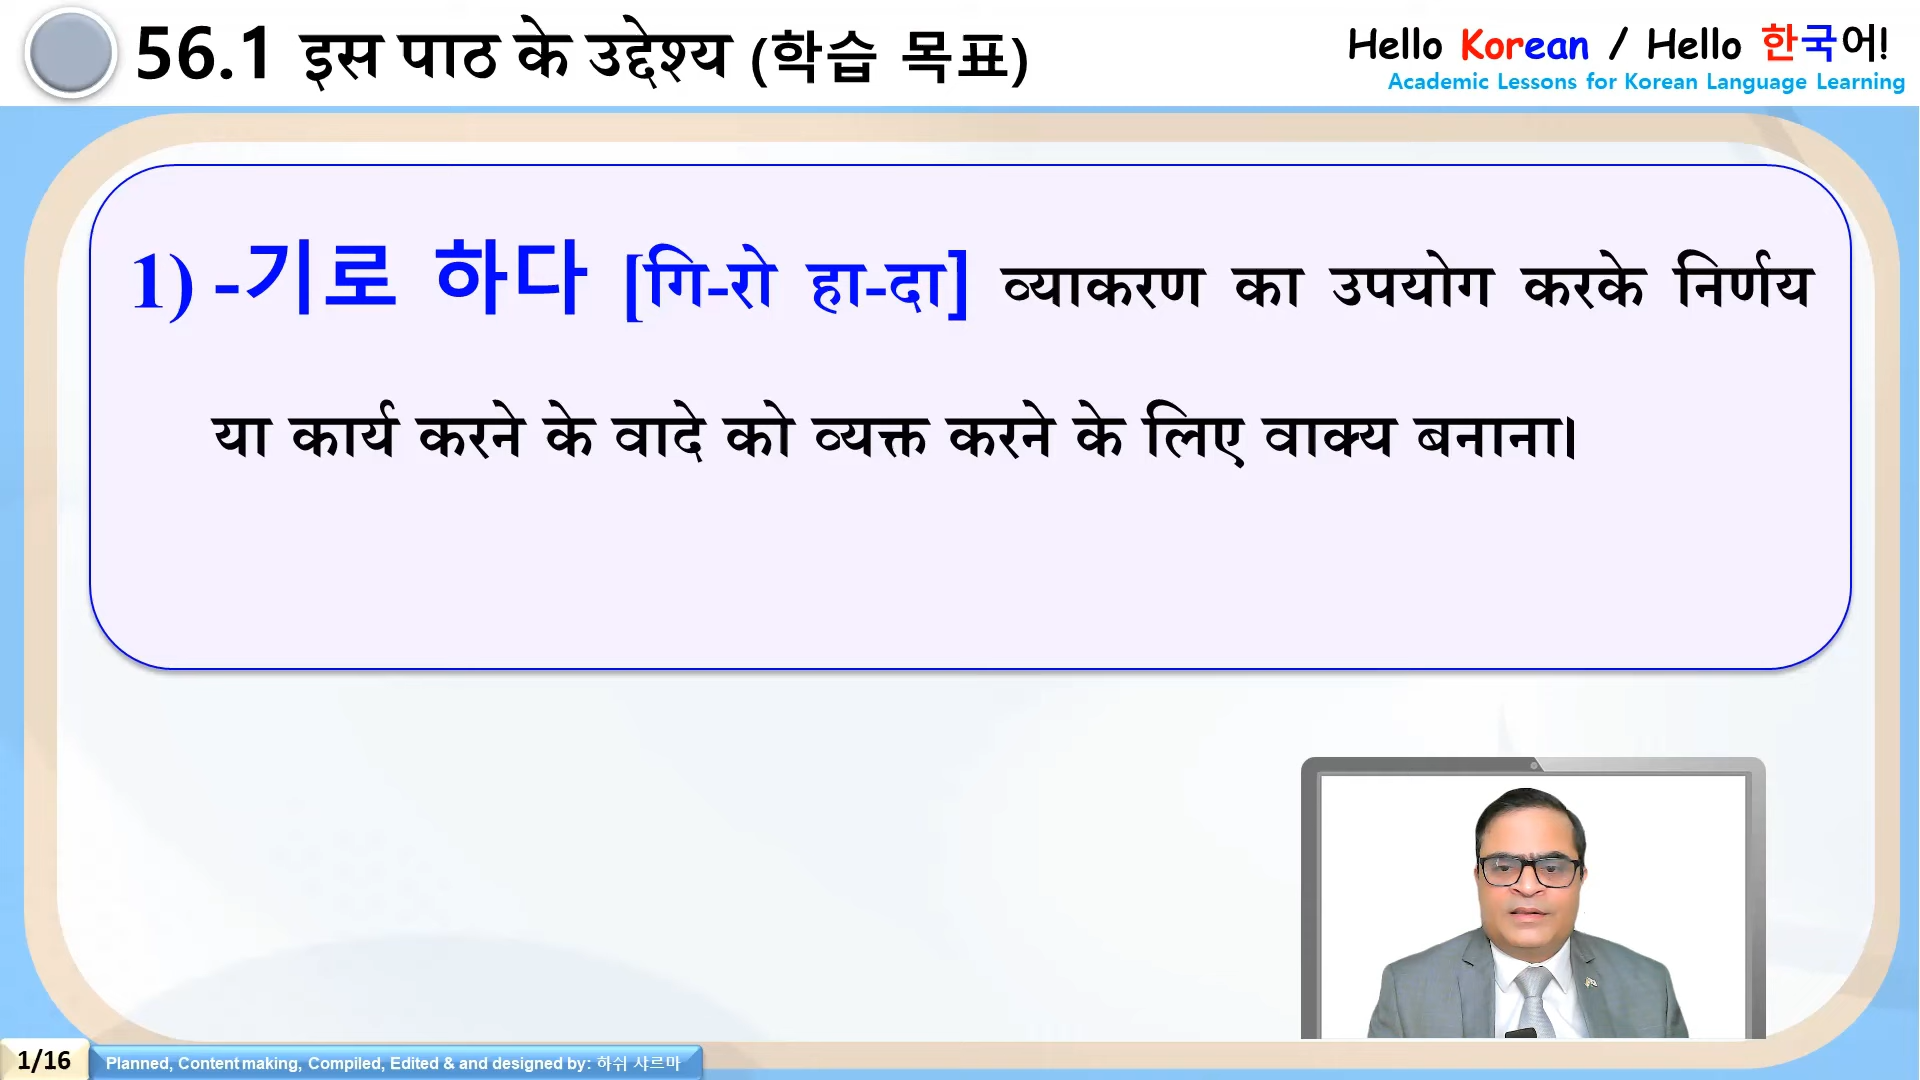 56.1 इस पाठ के उद्देश्य (학습 목표)
Hello Korean / Hello 한국어!
Academic Lessons for Korean Language Learning
1) -기로 하다 [गि-रो हा-दा] व्याकरण का उपयोग करके निर्णय
या कार्य करने के वादे को व्यक्त करने के लिए वाक्य बनाना।
1/16
Planned, Content making, Compiled, Edited & and designed by: 하쉬 샤르마